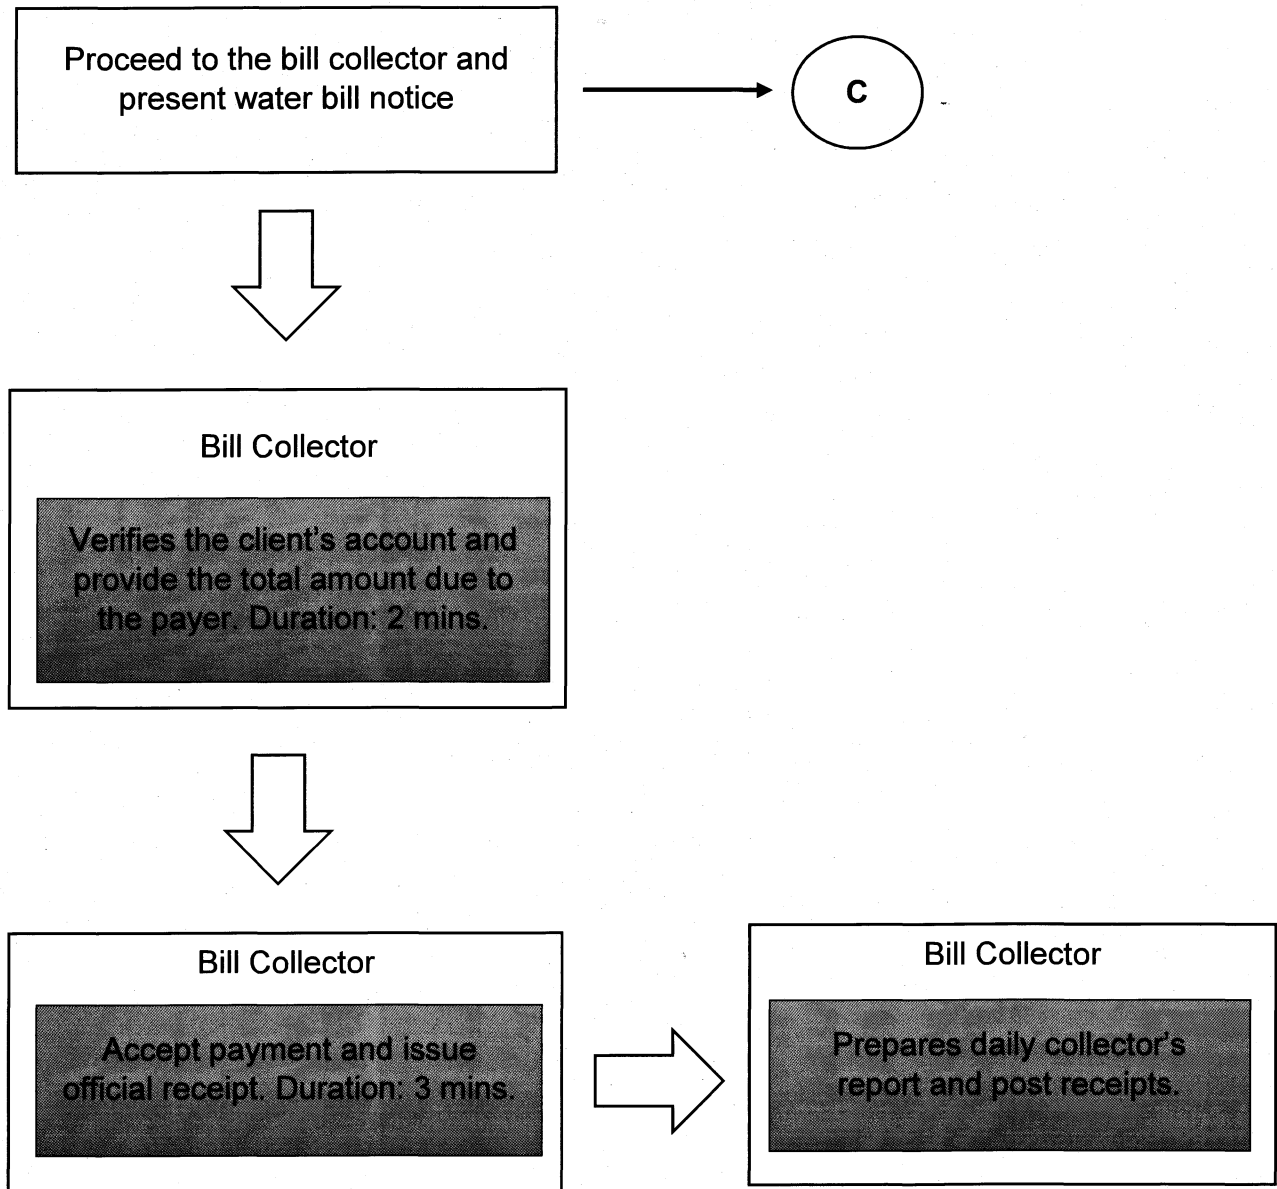 Proceed to the bill collector and
present water bill notice
C
Bill Collector
Verifies the client's account and
provide the total amount due to
the payer. Duration: 2 mins.
Bill Collector
Accept payment and issue
official receipt. Duration: 3 mins.
Bill Collector
Prepares daily collector's
report and post receipts.